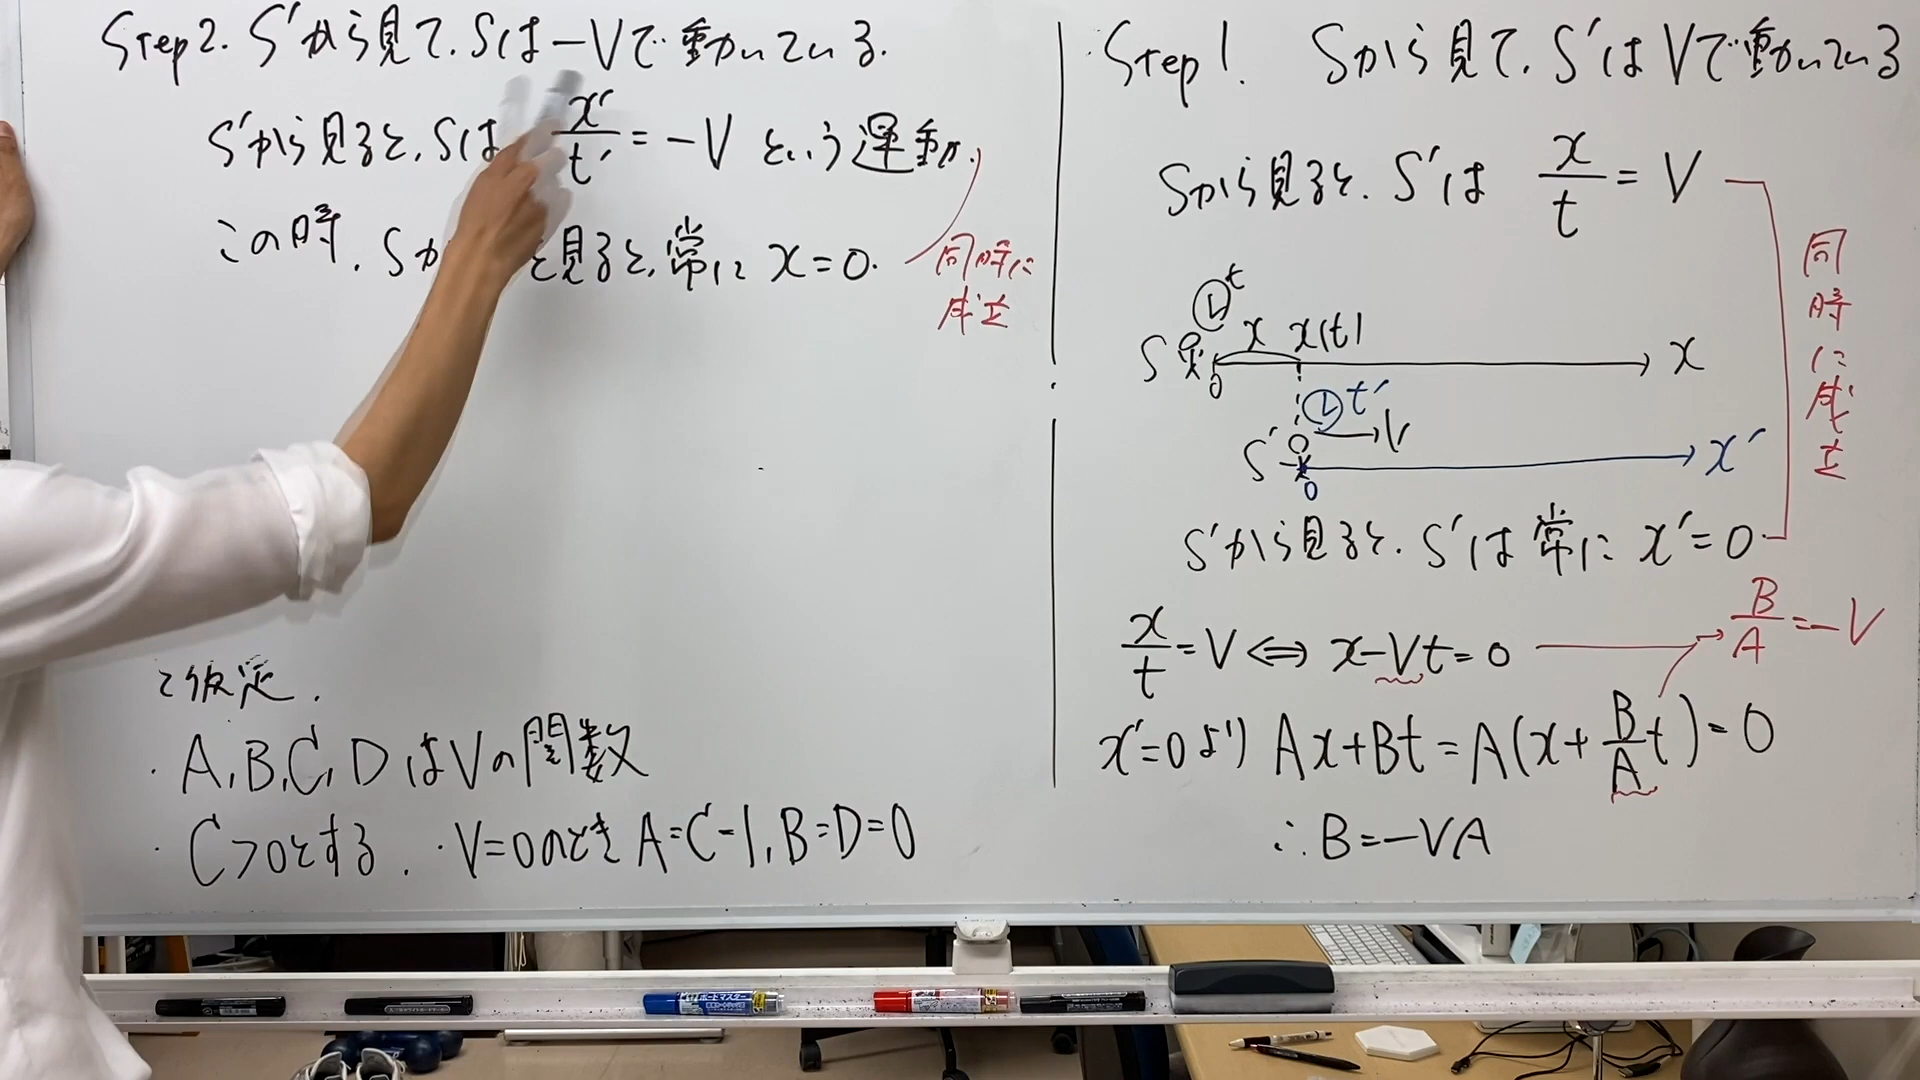 Step2. S'から見て、Sは-Vで動いている.
S'から見ると、Sは x'/t' = -V という運動.
この時、Sか を見ると、常に x=0.
同時に
成立
と仮定.
・A,B,C,DはVの関数
・C>0とする. ・V=0のときA=C=1,B=D=0
Step1. Sから見て、S'はVで動いている
Sから見ると、S'は x/t = V
同時に成立
t
x x(t)
S 0 x
t'
V
S' 0 x'
S'から見ると、S'は常に x'=0
x/t=V⇔x-Vt=0 B/A=-V
x'=0より Ax+Bt=A(x+B/A t)=0
∴B=-VA